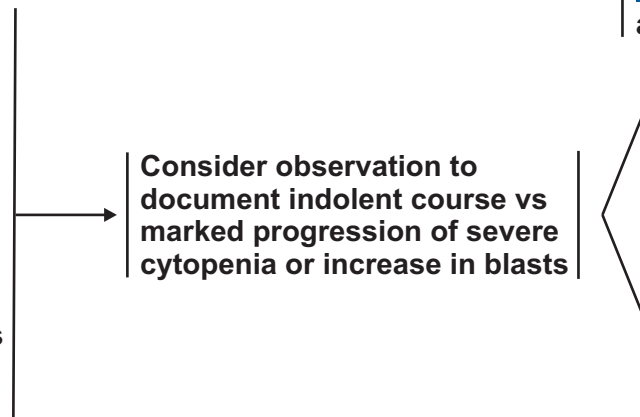 Consider observation to
document indolent course vs
marked progression of severe
cytopenia or increase in blasts